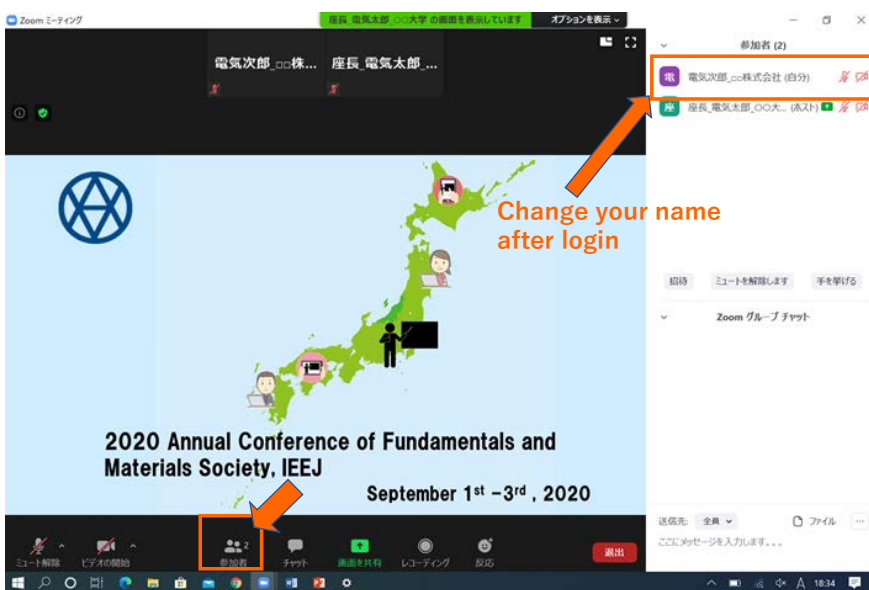 Zoom ミーティング
座長_電気太郎_○○大学 の画面を表示しています
オプションを表示
参加者 (2)
電気次郎_□□株...
座長_電気太郎_...
電 電気次郎_□□株式会社 (自分)
座 座長_電気太郎_○○大... (ホスト)
Change your name
after login
招待 ミュートを解除します 手を挙げる
Zoom グループ チャット
2020 Annual Conference of Fundamentals and
Materials Society, IEEJ
September 1st –3rd , 2020
送信先: 全員 ファイル ...
ここにメッセージを入力します...
2
ミュート解除 ビデオの開始 参加者 チャット 画面を共有 レコーディング 反応 退出
A 18:34